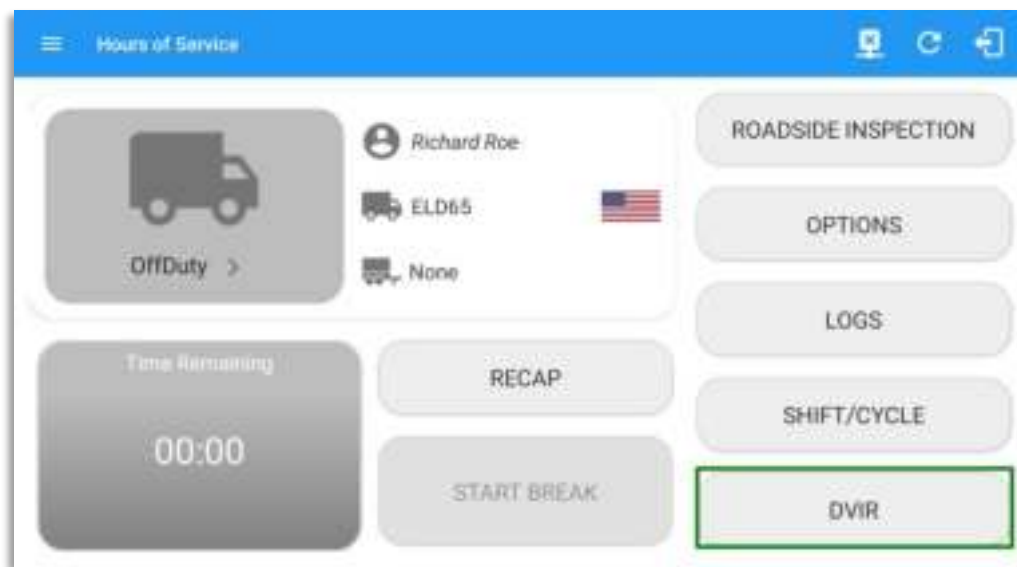 Hours of Service
Richard Roe
ELD65
None
OffDuty >
Time Remaining
00:00
RECAP
START BREAK
ROADSIDE INSPECTION
OPTIONS
LOGS
SHIFT/CYCLE
DVIR